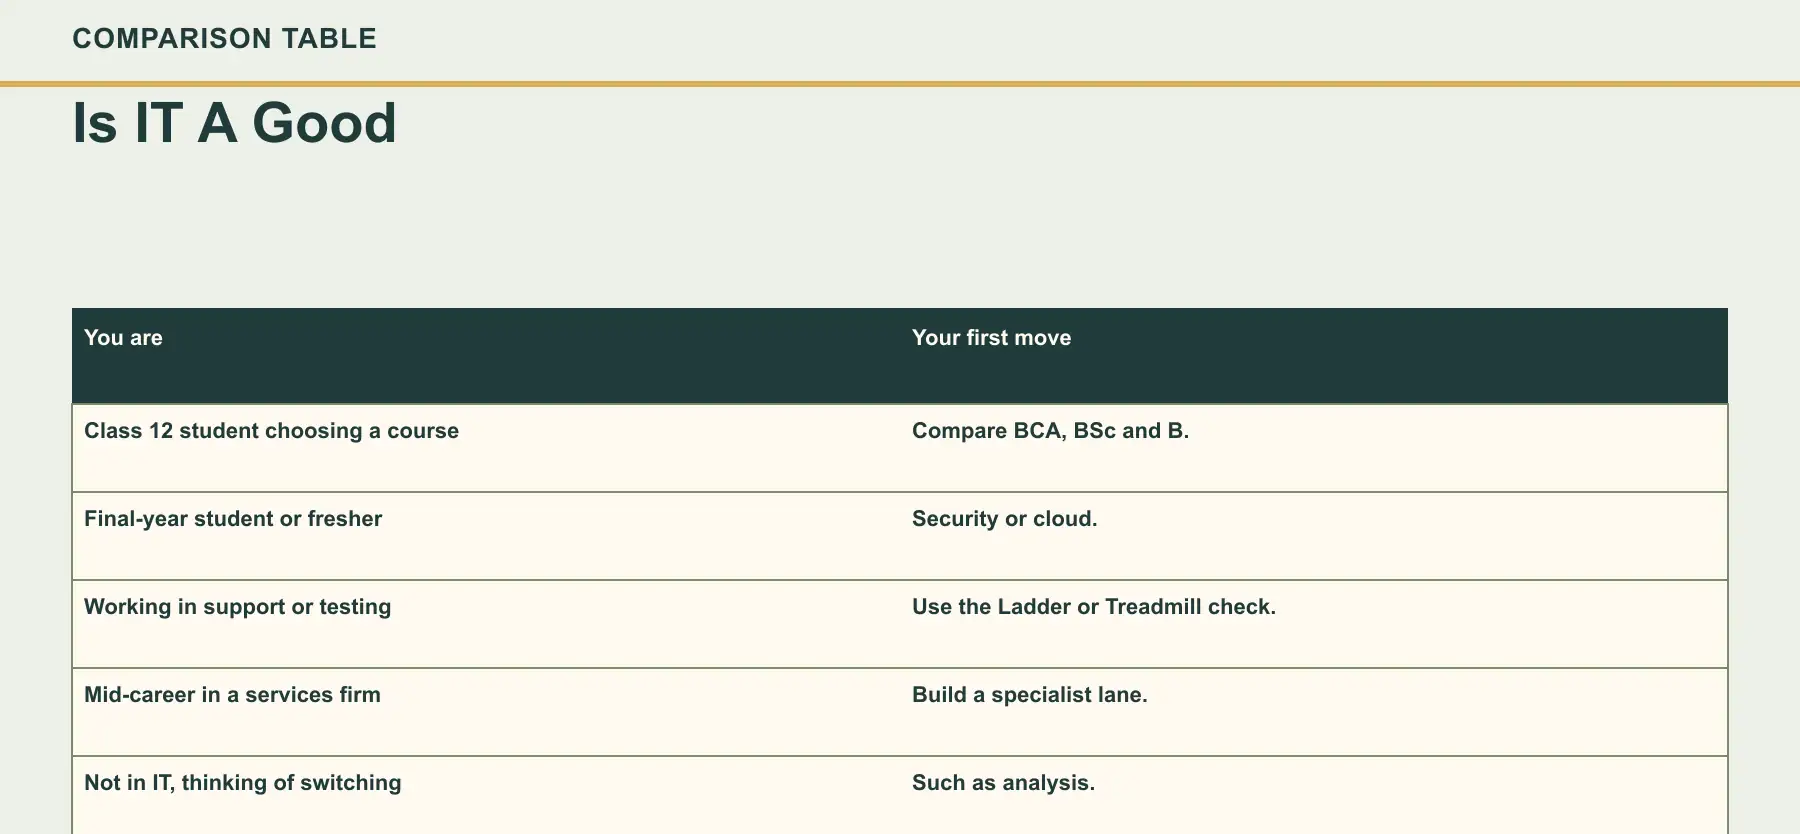 COMPARISON TABLE
Is IT A Good
You are
Your first move
Class 12 student choosing a course
Compare BCA, BSc and B.
Final-year student or fresher
Security or cloud.
Working in support or testing
Use the Ladder or Treadmill check.
Mid-career in a services firm
Build a specialist lane.
Not in IT, thinking of switching
Such as analysis.